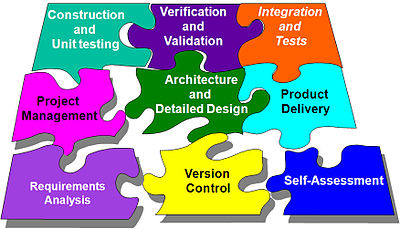 Construction
and
Unit testing
Verification
and
Validation
Integration
and
Tests
Project
Management
Architecture
and
Detailed Design
Product
Delivery
Requirements
Analysis
Version
Control
Self-Assessment